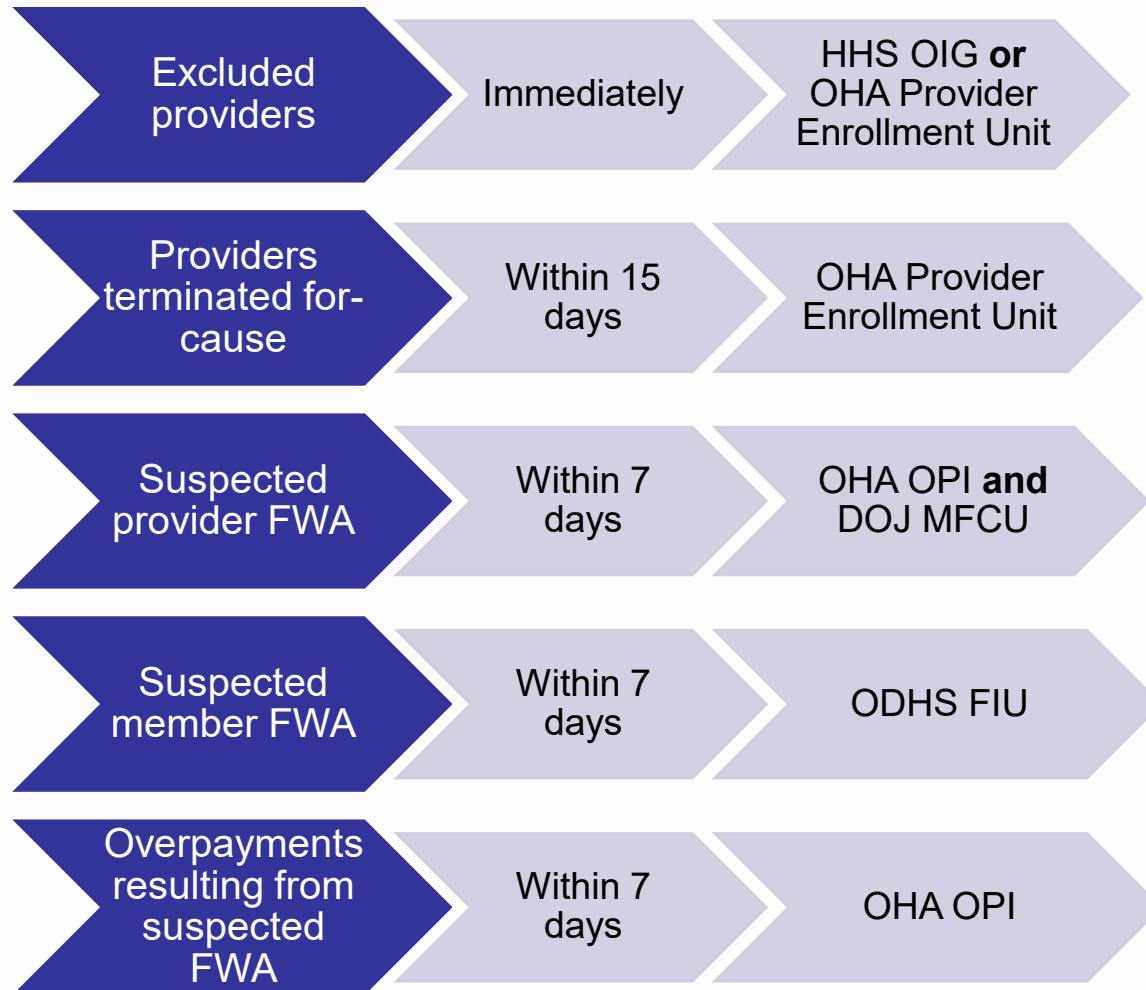 Excluded
providers
Immediately
HHS OIG or
OHA Provider
Enrollment Unit
Providers
terminated for-
cause
Within 15
days
OHA Provider
Enrollment Unit
Suspected
provider FWA
Within 7
days
OHA OPI and
DOJ MFCU
Suspected
member FWA
Within 7
days
ODHS FIU
Overpayments
resulting from
suspected
FWA
Within 7
days
OHA OPI